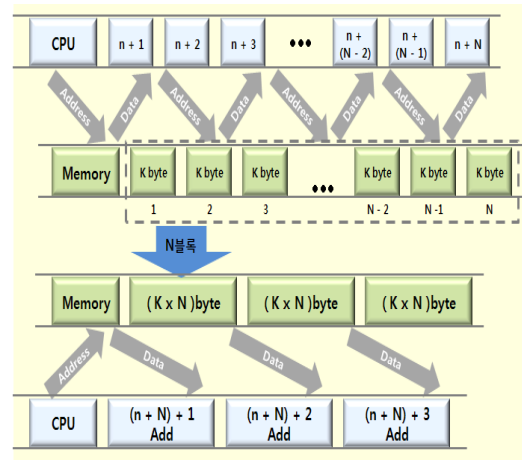 CPU
n + 1
n + 2
n + 3
•••
n +
(N - 2)
n +
(N - 1)
n + N
Address
Data
Address
Data
Address
Data
Address
Data
Memory
K byte
K byte
K byte
•••
K byte
K byte
K byte
1
2
3
N - 2
N -1
N
N블록
Memory
( K x N )byte
( K x N )byte
( K x N )byte
Address
Data
Data
Data
CPU
(n + N) + 1
Add
(n + N) + 2
Add
(n + N) + 3
Add